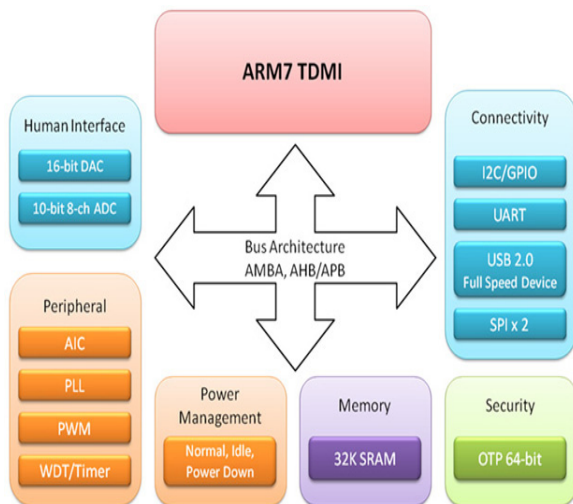 ARM7 TDMI
Human Interface
16-bit DAC
10-bit 8-ch ADC
Connectivity
I2C/GPIO
UART
USB 2.0
Full Speed Device
SPI x 2
Bus Architecture
AMBA, AHB/APB
Peripheral
AIC
PLL
PWM
WDT/Timer
Power
Management
Normal, Idle,
Power Down
Memory
32K SRAM
Security
OTP 64-bit